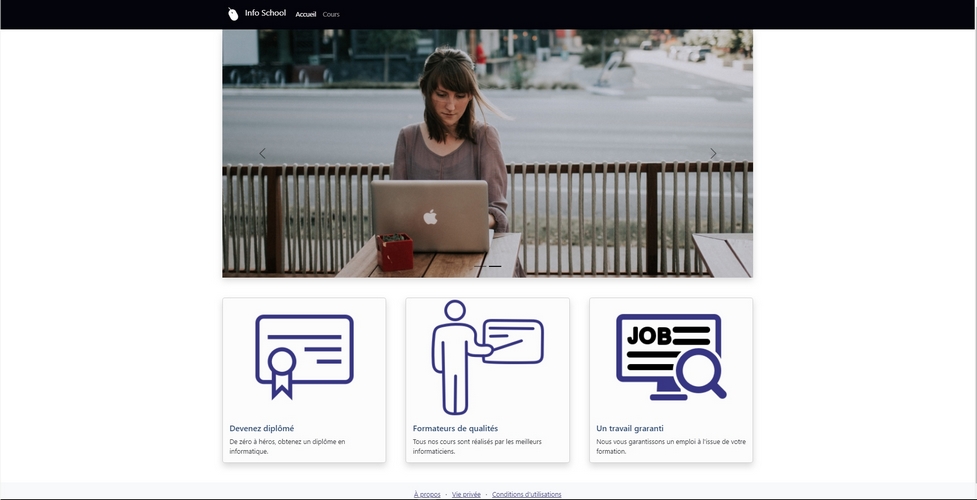 Info School Accueil Cours
JOB
Devenez diplômé
De zéro à héros, obtenez un diplôme en
informatique.
Formateurs de qualités
Tous nos cours sont réalisés par les meilleurs
informaticiens.
Un travail graranti
Nous vous garantissons un emploi à l'issue de votre
formation.
À propos · Vie privée · Conditions d'utilisations